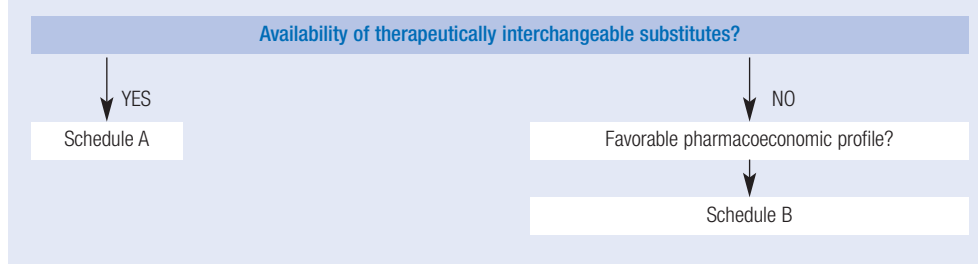 Availability of therapeutically interchangeable substitutes?
YES
NO
Schedule A
Favorable pharmacoeconomic profile?
Schedule B